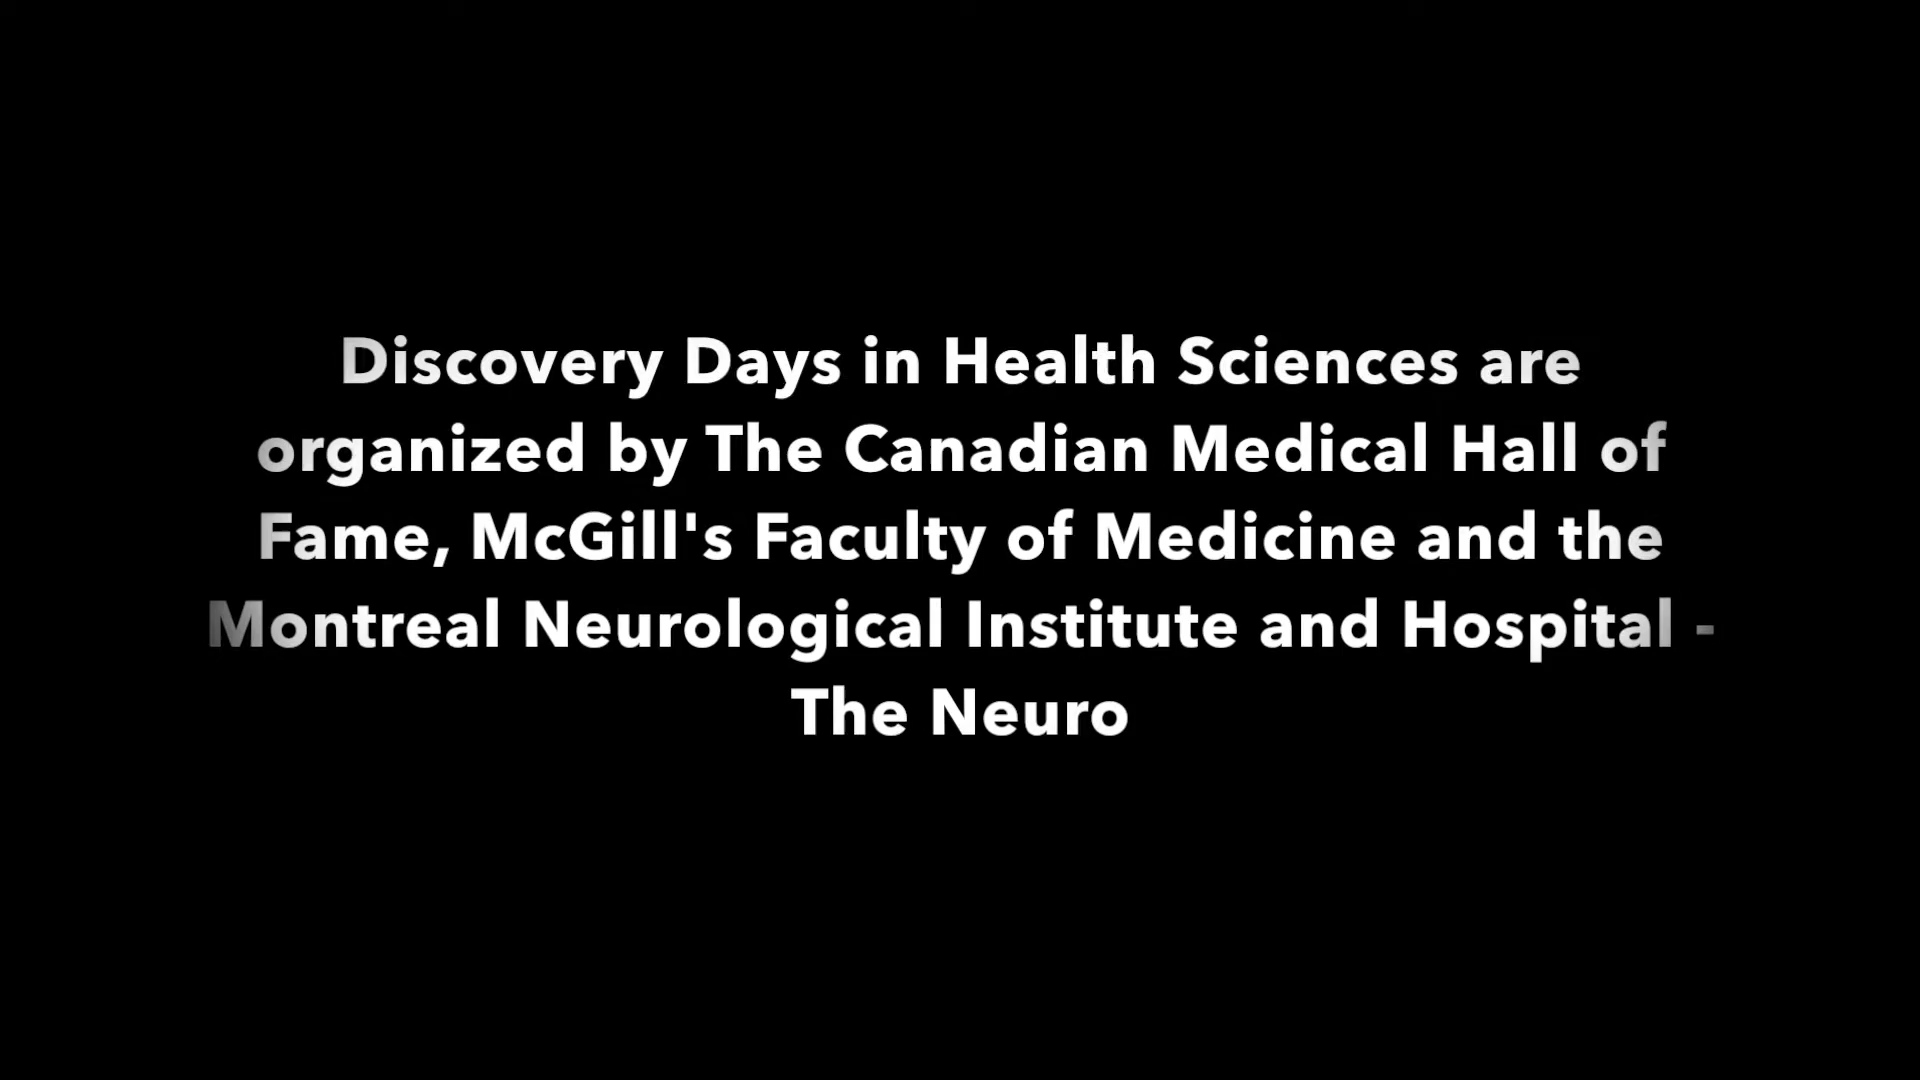 Discovery Days in Health Sciences are
organized by The Canadian Medical Hall of
Fame, McGill's Faculty of Medicine and the
Montreal Neurological Institute and Hospital -
The Neuro